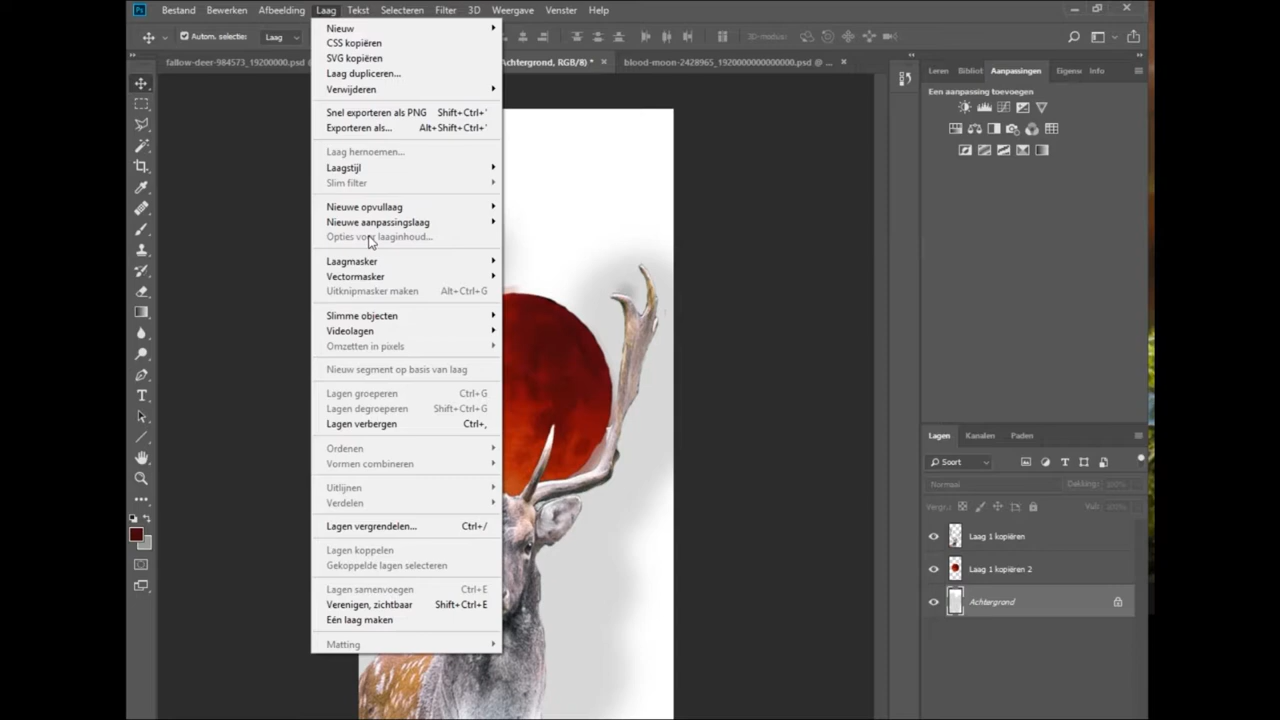 Ps Bestand Bewerken Afbeelding Laag Tekst Selecteren Filter 3D Weergave Venster Help
Autom. selectie: Laag 3D-modus:
fallow-deer-984573_19200000.psd @ Achtergrond, RGB/8) * × blood-moon-2428965_1920000000000000.psd @ ... ×
Nieuw
CSS kopiëren
SVG kopiëren
Laag dupliceren...
Verwijderen
Snel exporteren als PNG Shift+Ctrl+'
Exporteren als... Alt+Shift+Ctrl+'
Laag hernoemen...
Laagstijl
Slim filter
Nieuwe opvullaag
Nieuwe aanpassingslaag
Opties voor laaginhoud...
Laagmasker
Vectormasker
Uitknipmasker maken Alt+Ctrl+G
Slimme objecten
Videolagen
Omzetten in pixels
Nieuw segment op basis van laag
Lagen groeperen Ctrl+G
Lagen degroeperen Shift+Ctrl+G
Lagen verbergen Ctrl+,
Ordenen
Vormen combineren
Uitlijnen
Verdelen
Lagen vergrendelen... Ctrl+/
Lagen koppelen
Gekoppelde lagen selecteren
Lagen samenvoegen Ctrl+E
Verenigen, zichtbaar Shift+Ctrl+E
Eén laag maken
Matting
Leren Bibliot Aanpassingen Eigenv Info
Een aanpassing toevoegen
Lagen Kanalen Paden
Soort
Normaal Dekking: 100%
Vergr.: Vul: 100%
Laag 1 kopiëren
Laag 1 kopiëren 2
Achtergrond